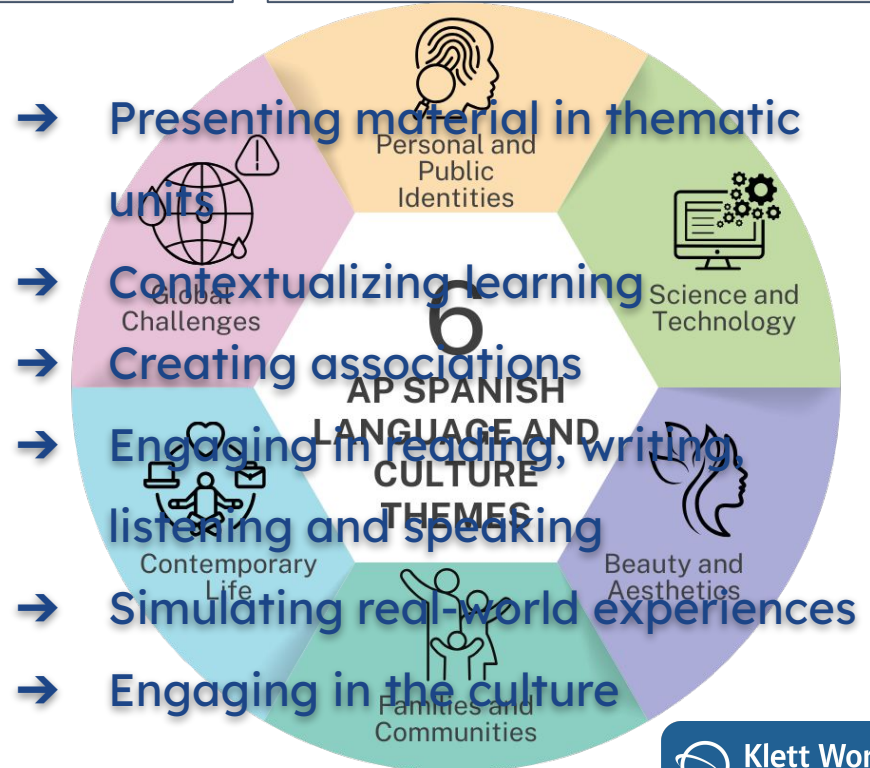 ➔ Presenting material in thematic
units
➔ Contextualizing learning
➔ Creating associations
➔ Engaging in reading, writing,
listening and speaking
➔ Simulating real-world experiences
➔ Engaging in the culture
Personal and
Public
Identities
Science and
Technology
Beauty and
Aesthetics
Families and
Communities
Contemporary
Life
Global
Challenges
6
AP SPANISH
LANGUAGE AND
CULTURE
THEMES
Klett